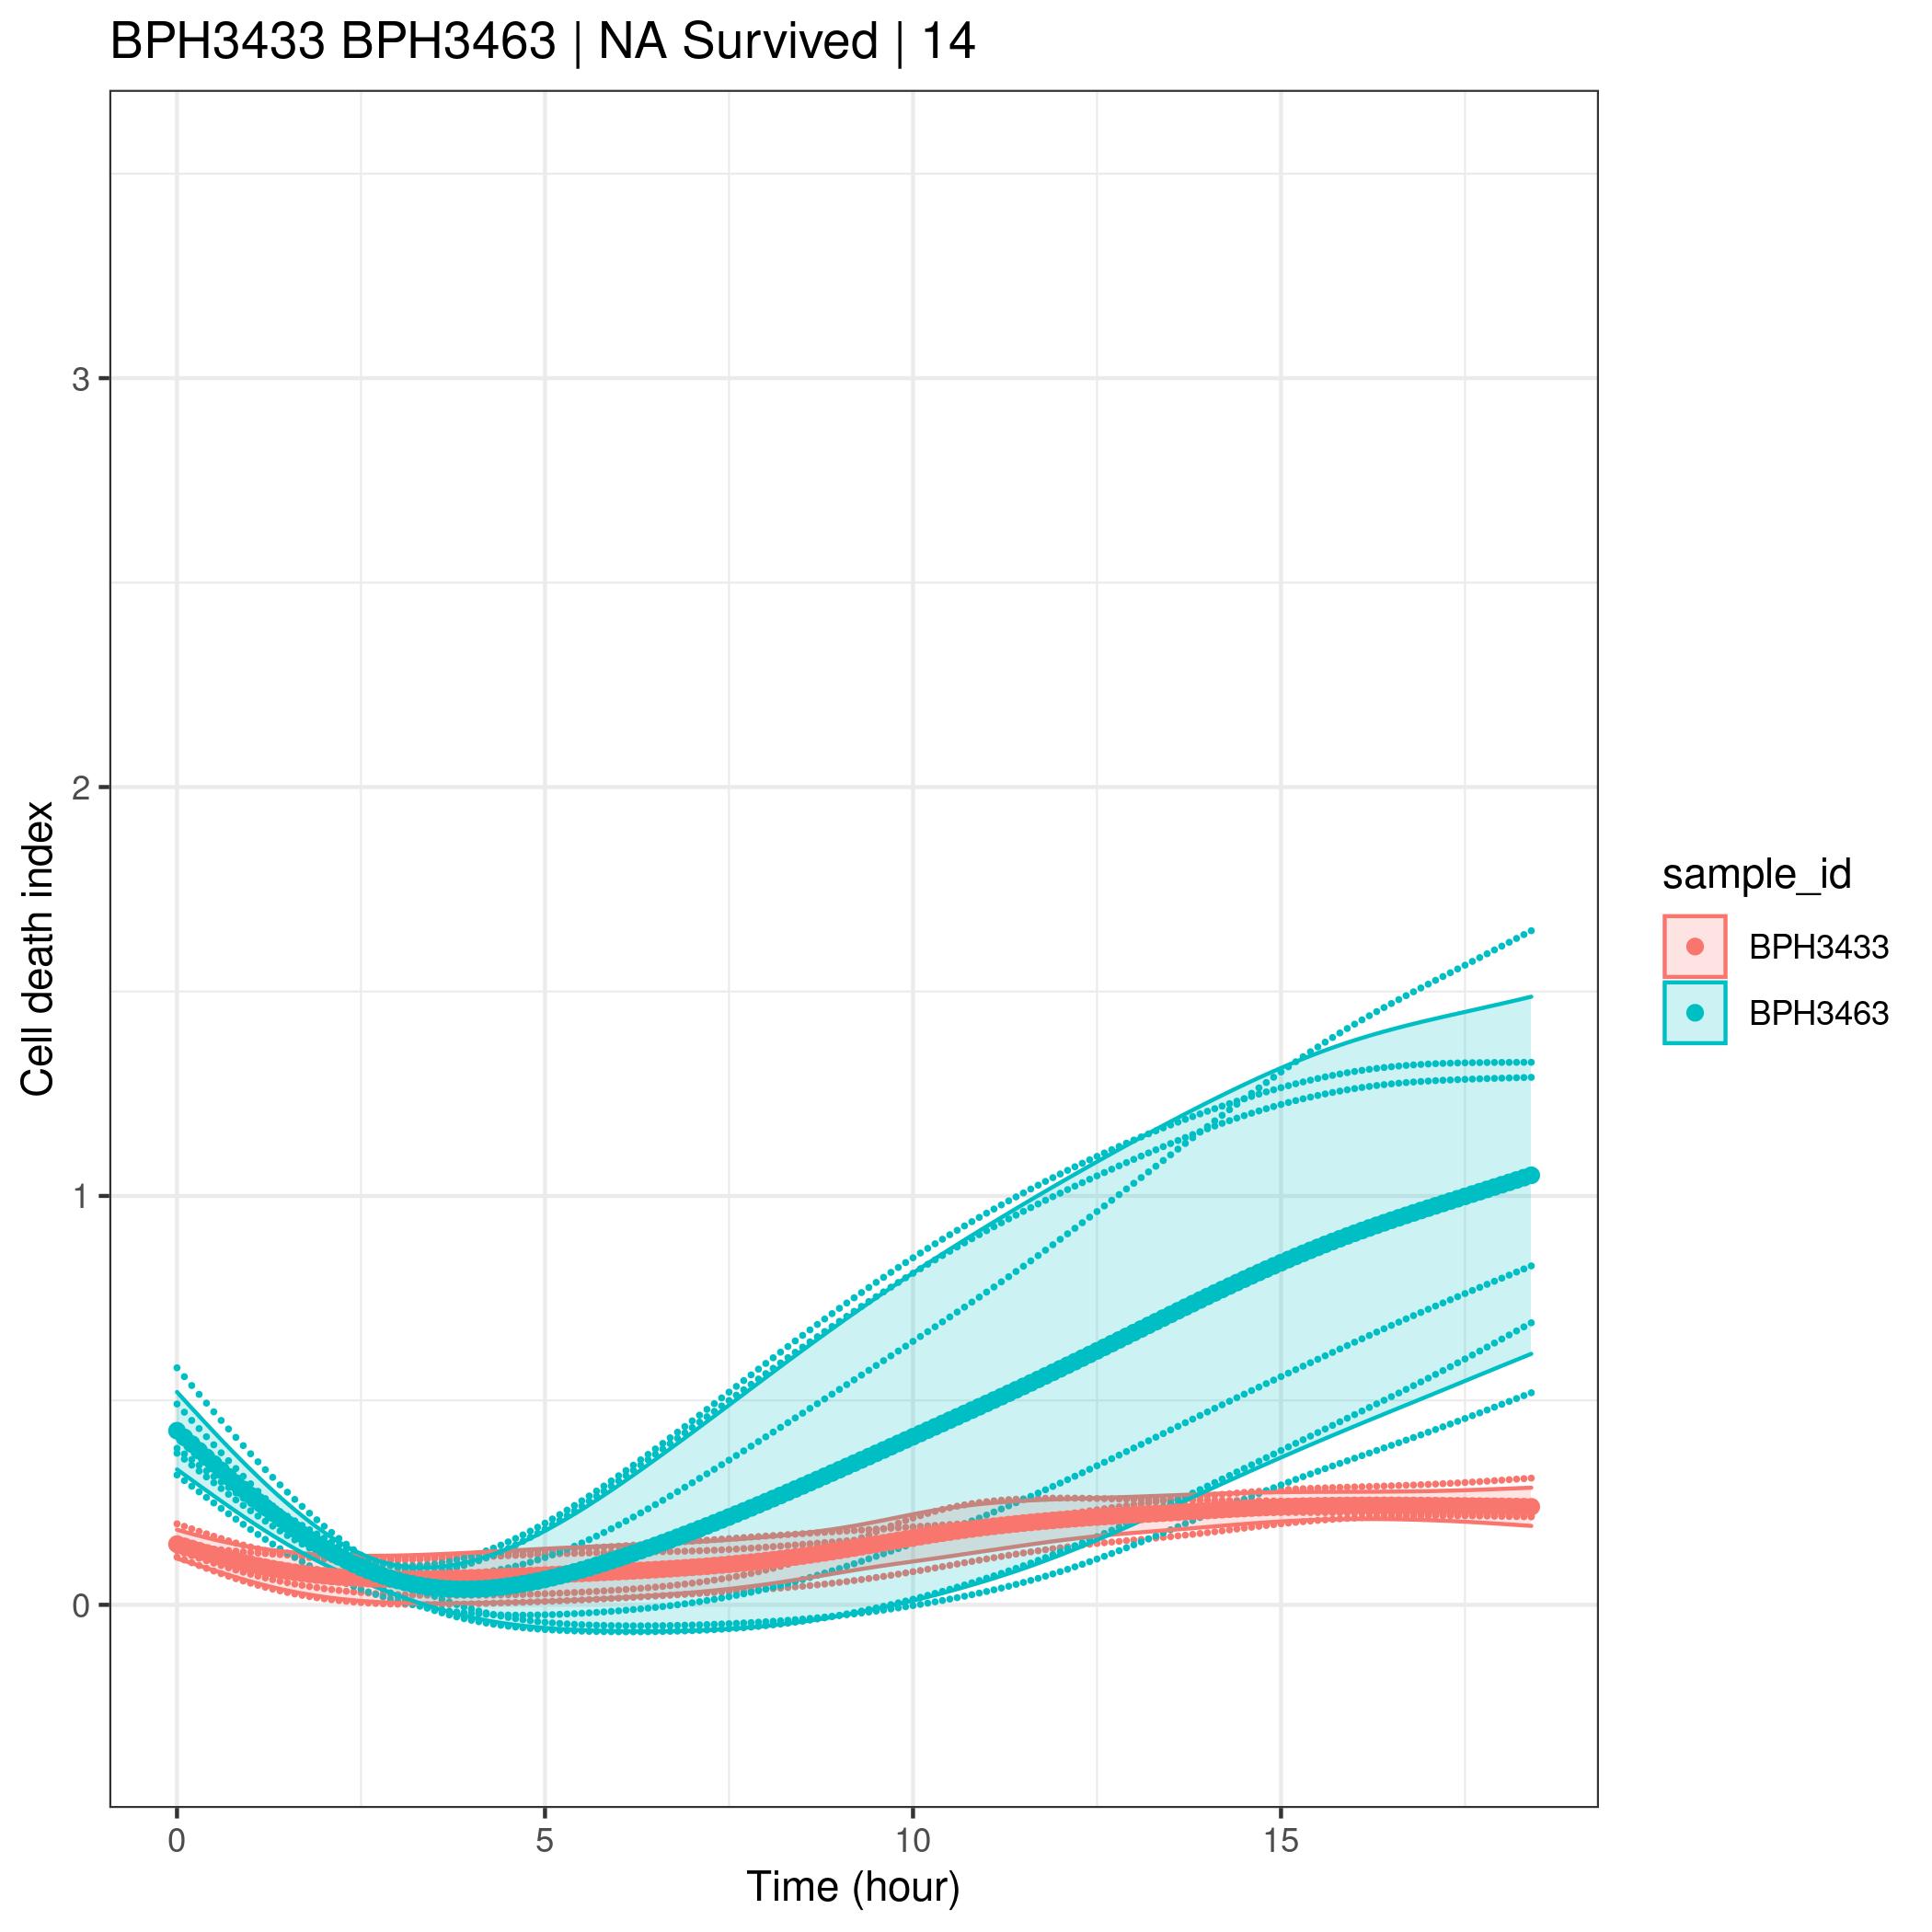 BPH3433 BPH3463 | NA Survived | 14
3
2
1
0
Cell death index
0 5 10 15
Time (hour)
sample_id
BPH3433
BPH3463